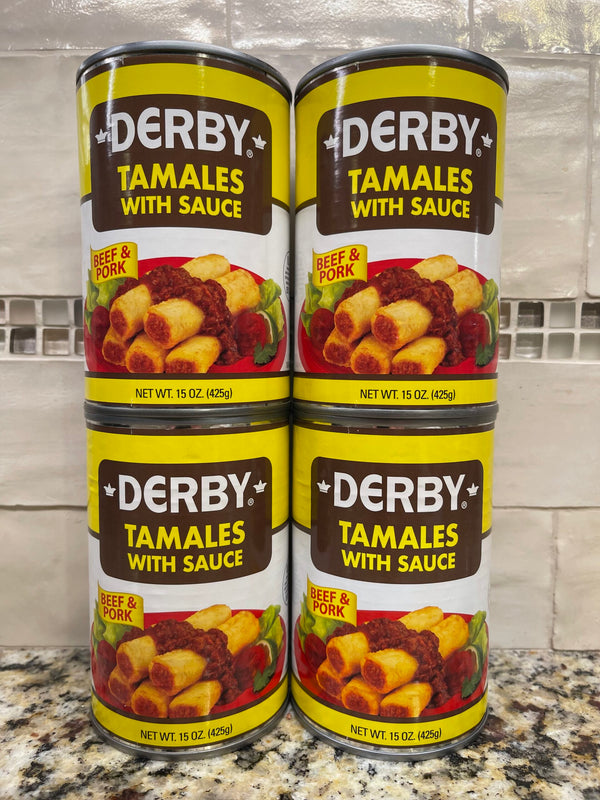 DERBY®
TAMALES
WITH SAUCE
BEEF &
PORK
NET WT. 15 OZ. (425g)
DERBY®
TAMALES
WITH SAUCE
BEEF &
PORK
NET WT. 15 OZ. (425g)
DERBY®
TAMALES
WITH SAUCE
BEEF &
PORK
NET WT. 15 OZ. (425g)
DERBY®
TAMALES
WITH SAUCE
BEEF &
PORK
NET WT. 15 OZ. (425g)